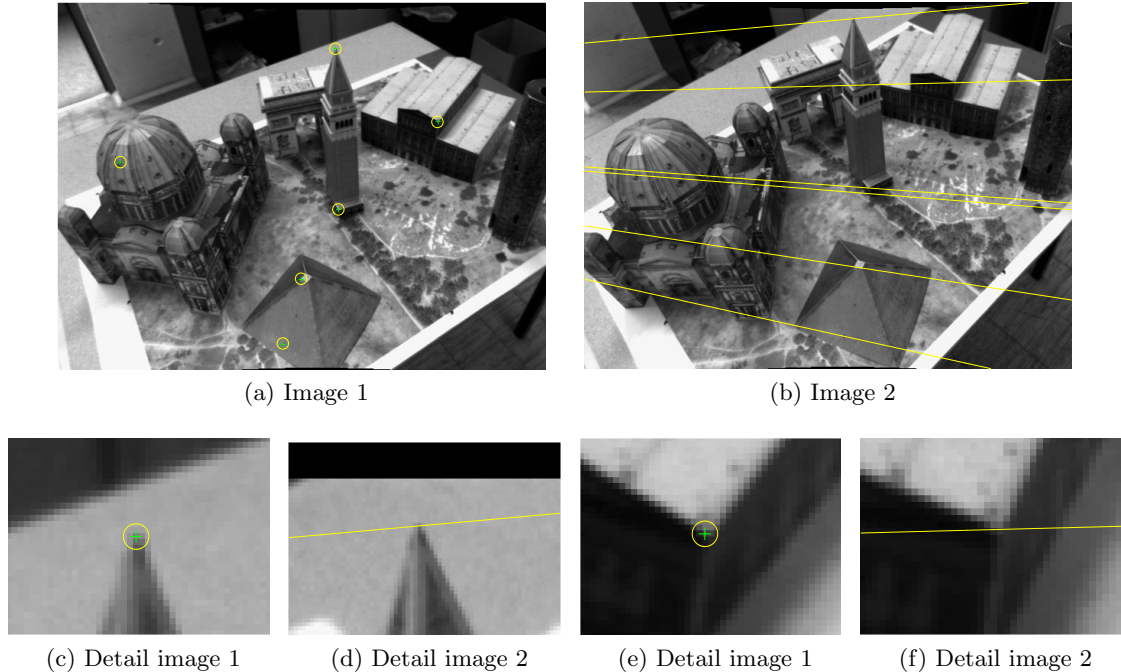 (a) Image 1
(b) Image 2
(c) Detail image 1
(d) Detail image 2
(e) Detail image 1
(f) Detail image 2